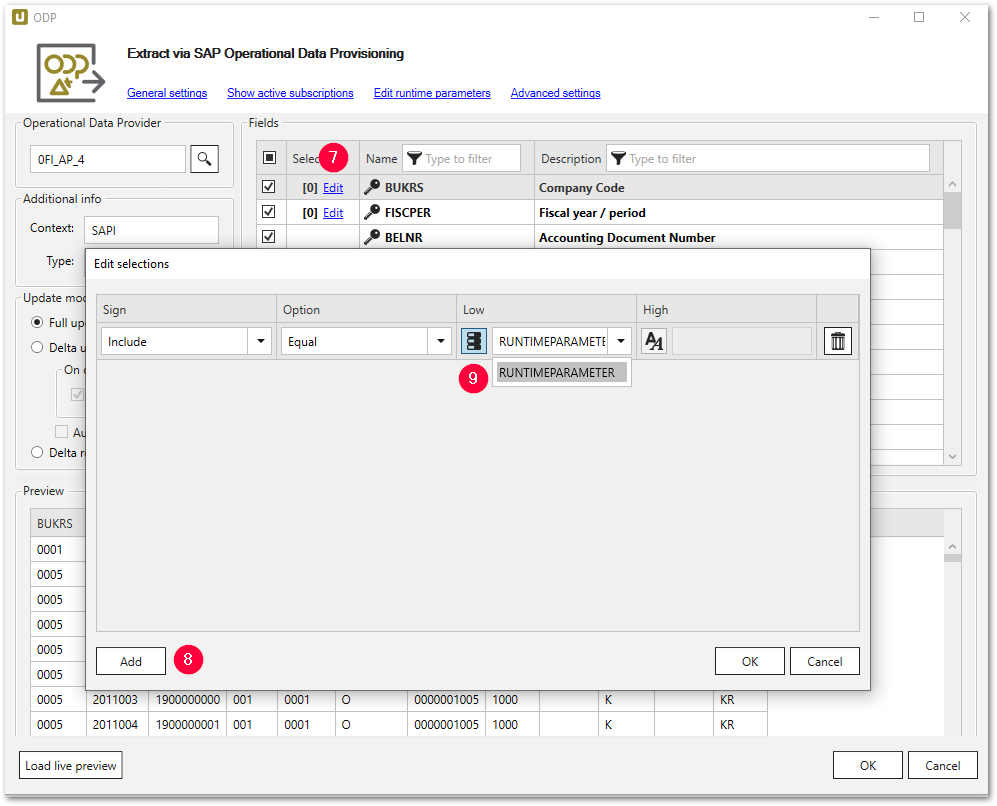 ODP
Extract via SAP Operational Data Provisioning
General settings Show active subscriptions Edit runtime parameters Advanced settings
Operational Data Provider
0FI_AP_4
Additional info
Context: SAPI
Type:
Update mod
Full up
Delta u
On
Au
Delta r
Fields
Selec 7 Name Type to filter Description Type to filter
[0] Edit BUKRS Company Code
[0] Edit FISCPER Fiscal year / period
BELNR Accounting Document Number
Edit selections
Sign Option Low High
Include Equal RUNTIMEPARAMETE AA
9 RUNTIMEPARAMETER
Add 8 OK Cancel
Preview
BUKRS
0001
0005
0005
0005
0005
0005
0005 2011003 1900000000 001 0001 O 0000001005 1000 K KR
0005 2011004 1900000001 001 0001 O 0000001005 1000 K KR
Load live preview OK Cancel